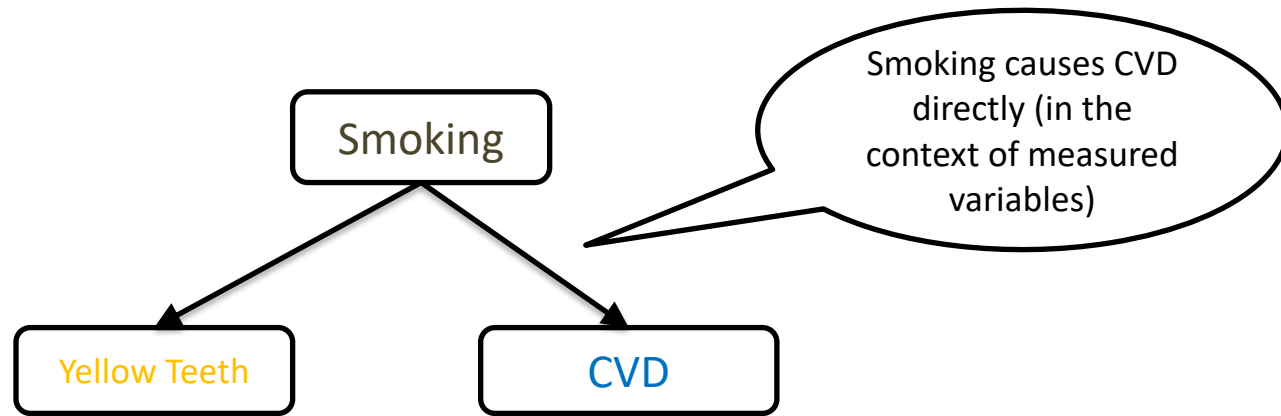 Smoking causes CVD
directly (in the
context of measured
variables)
Smoking
Yellow Teeth
CVD